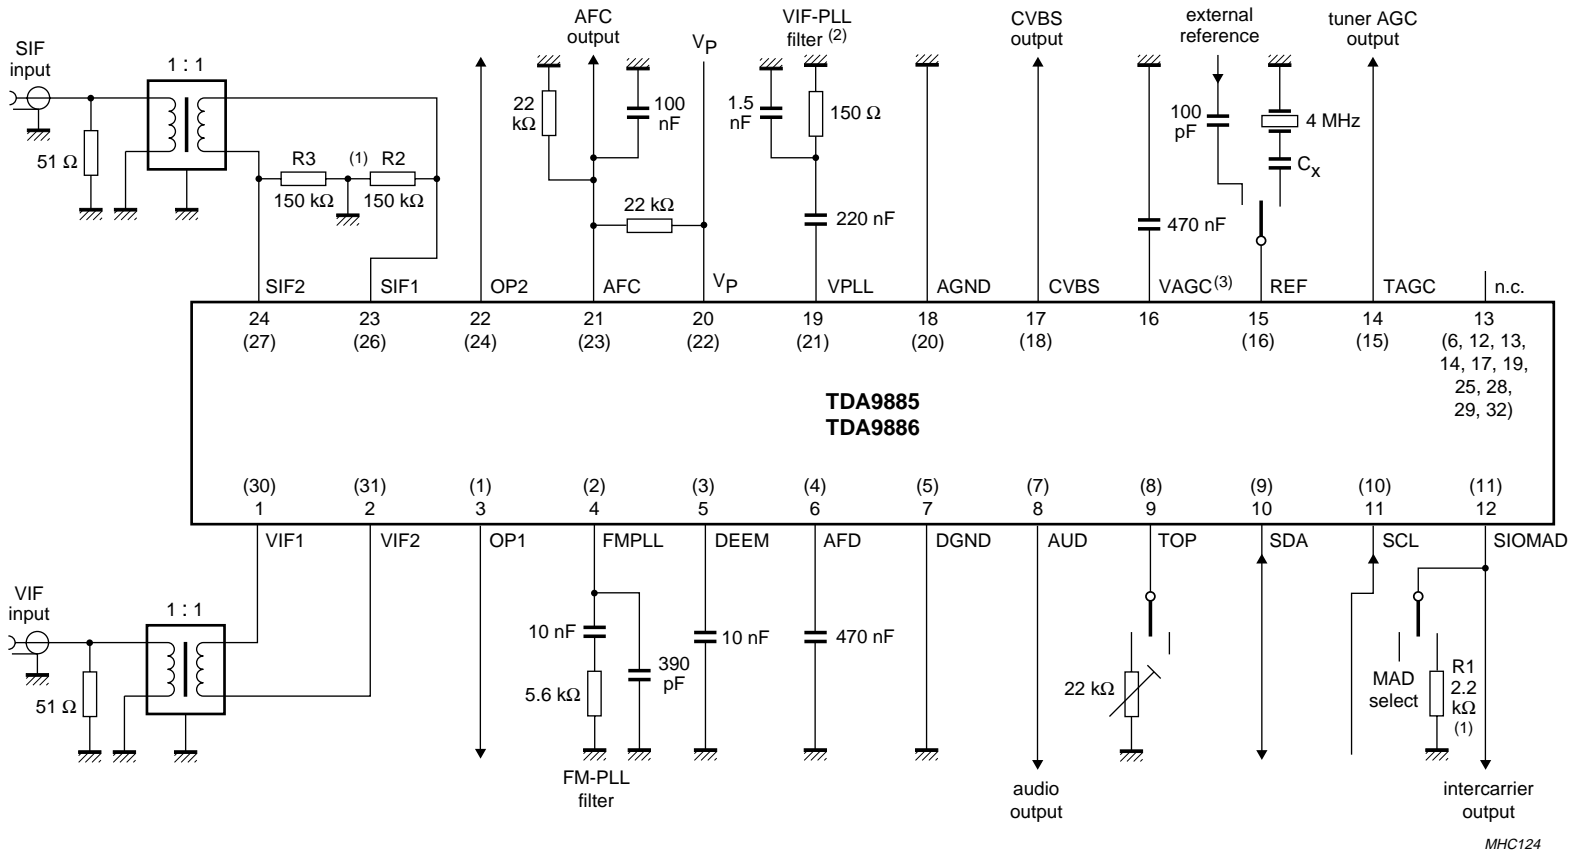 SIF
input
1 : 1
51 Ω
R3
(1)
R2
150 kΩ
150 kΩ
AFC
output
22
kΩ
100
nF
VP
22 kΩ
VIF-PLL
filter (2)
1.5
nF
150 Ω
220 nF
CVBS
output
external
reference
100
pF
4 MHz
Cx
470 nF
tuner AGC
output
SIF2
SIF1
OP2
AFC
VP
VPLL
AGND
CVBS
VAGC(3)
REF
TAGC
n.c.
24
23
22
21
20
19
18
17
16
15
14
13
(27)
(26)
(24)
(23)
(22)
(21)
(20)
(18)
(16)
(15)
(6, 12, 13,
14, 17, 19,
25, 28,
29, 32)
TDA9885
TDA9886
(30)
(31)
(1)
(2)
(3)
(4)
(5)
(7)
(8)
(9)
(10)
(11)
1
2
3
4
5
6
7
8
9
10
11
12
VIF1
VIF2
OP1
FMPLL
DEEM
AFD
DGND
AUD
TOP
SDA
SCL
SIOMAD
VIF
input
1 : 1
51 Ω
10 nF
5.6 kΩ
390
pF
FM-PLL
filter
10 nF
470 nF
audio
output
22 kΩ
MAD
select
R1
2.2
kΩ
(1)
intercarrier
output
MHC124